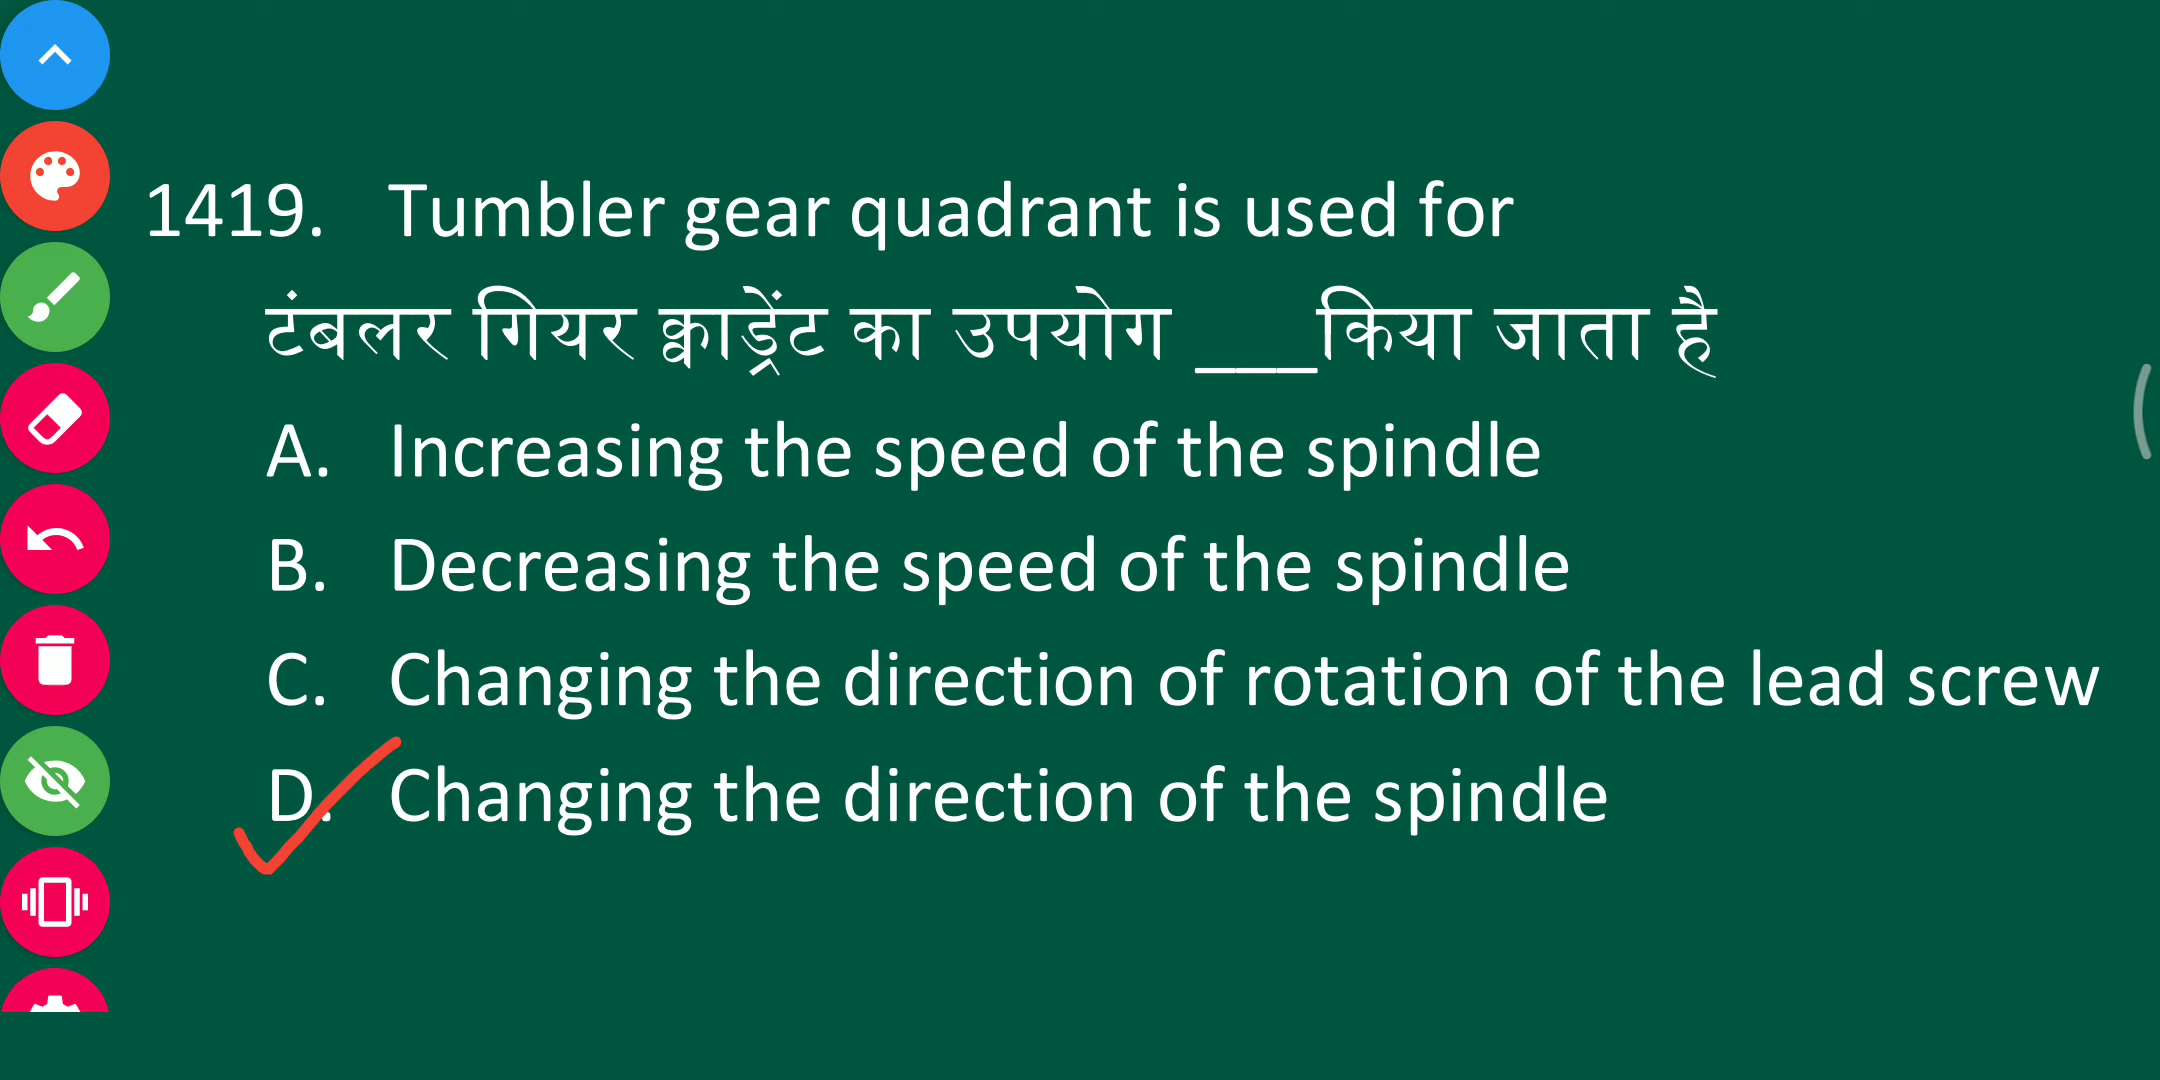 1419. Tumbler gear quadrant is used for
टंबलर गियर क्वाड्रेंट का उपयोग ___किया जाता है
A. Increasing the speed of the spindle
B. Decreasing the speed of the spindle
C. Changing the direction of rotation of the lead screw
D. Changing the direction of the spindle